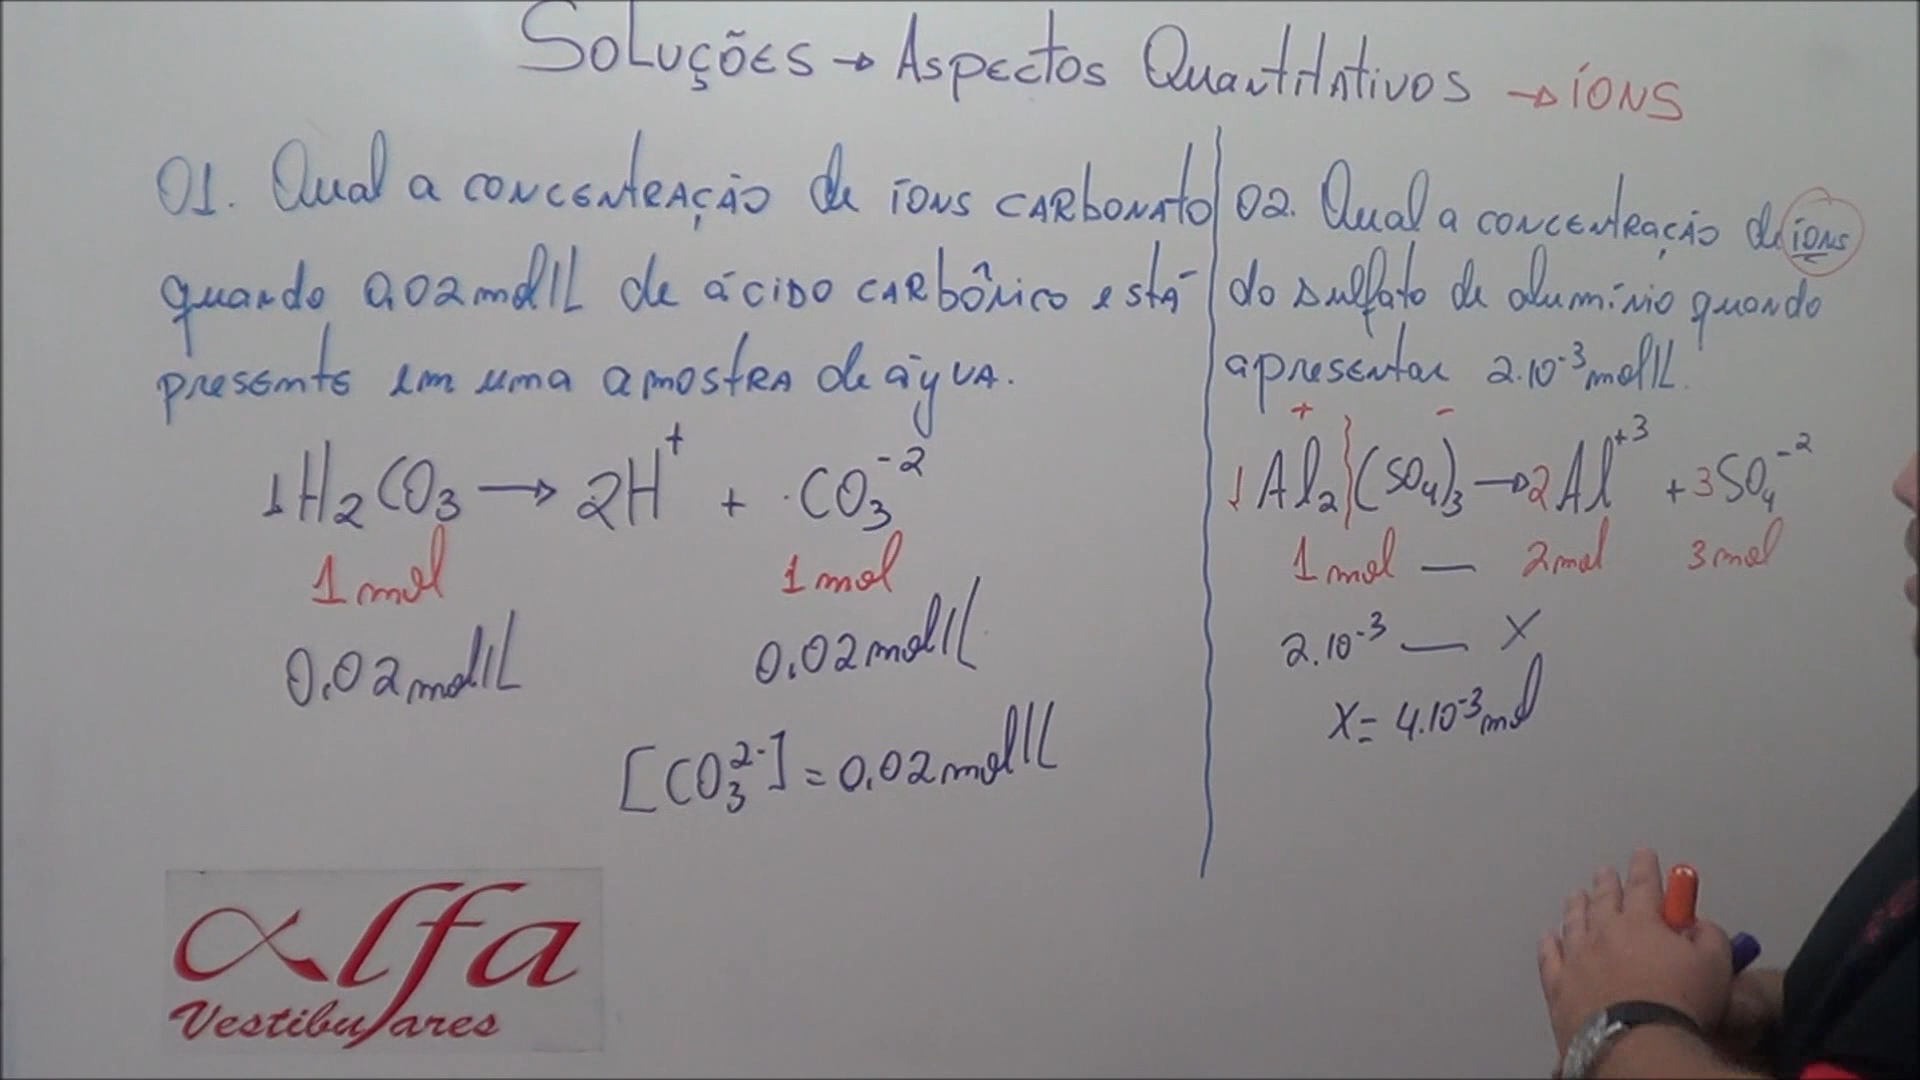 Soluções → Aspectos Quantitativos → íons
01. Qual a concentração de íons carbonato
quando 0,02 mol/L de ácido carbônico está
presente em uma amostra de água.
1H₂CO₃ → 2H⁺ + CO₃⁻²
1 mol 1 mol
0,02 mol/L 0,02 mol/L
[CO₃²⁻] = 0,02 mol/L
02. Qual a concentração de íons
do sulfato de alumínio quando
apresentar 2.10⁻³ mol/L.
+ -
1Al₂(SO₄)₃ → 2Al⁺³ + 3SO₄⁻²
1 mol — 2 mol 3 mol
2.10⁻³ — X
X = 4.10⁻³ mol
αlfa
Vestibulares